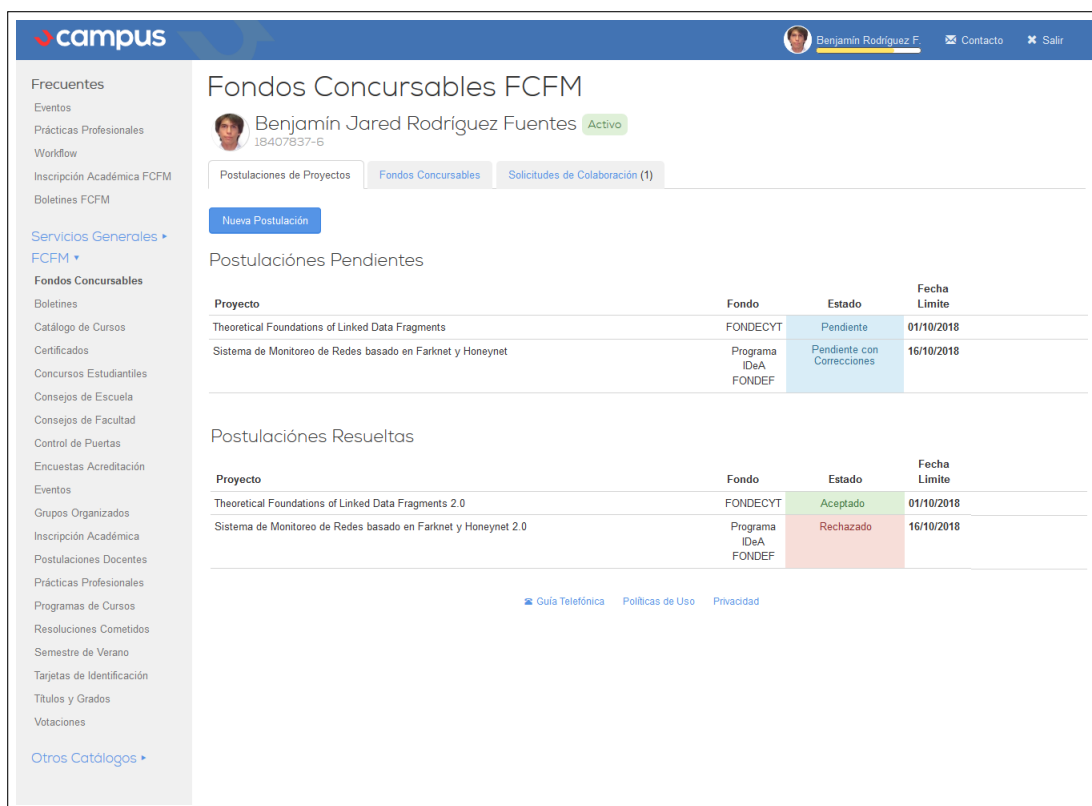 ucampus
Benjamín Rodríguez F.
Contacto
Salir
Frecuentes
Eventos
Prácticas Profesionales
Workflow
Inscripción Académica FCFM
Boletines FCFM
Servicios Generales
FCFM
Fondos Concursables
Boletines
Catálogo de Cursos
Certificados
Concursos Estudiantiles
Consejos de Escuela
Consejos de Facultad
Control de Puertas
Encuestas Acreditación
Eventos
Grupos Organizados
Inscripción Académica
Postulaciones Docentes
Prácticas Profesionales
Programas de Cursos
Resoluciones Cometidos
Semestre de Verano
Tarjetas de Identificación
Títulos y Grados
Votaciones
Otros Catálogos
Fondos Concursables FCFM
Benjamín Jared Rodríguez Fuentes Activo
18407837-6
Postulaciones de Proyectos Fondos Concursables Solicitudes de Colaboración (1)
Nueva Postulación
Postulaciónes Pendientes
Proyecto Fondo Estado Fecha Limite
Theoretical Foundations of Linked Data Fragments FONDECYT Pendiente 01/10/2018
Sistema de Monitoreo de Redes basado en Farknet y Honeynet Programa IDeA FONDEF Pendiente con Correcciones 16/10/2018
Postulaciónes Resueltas
Proyecto Fondo Estado Fecha Limite
Theoretical Foundations of Linked Data Fragments 2.0 FONDECYT Aceptado 01/10/2018
Sistema de Monitoreo de Redes basado en Farknet y Honeynet 2.0 Programa IDeA FONDEF Rechazado 16/10/2018
Guía Telefónica Políticas de Uso Privacidad